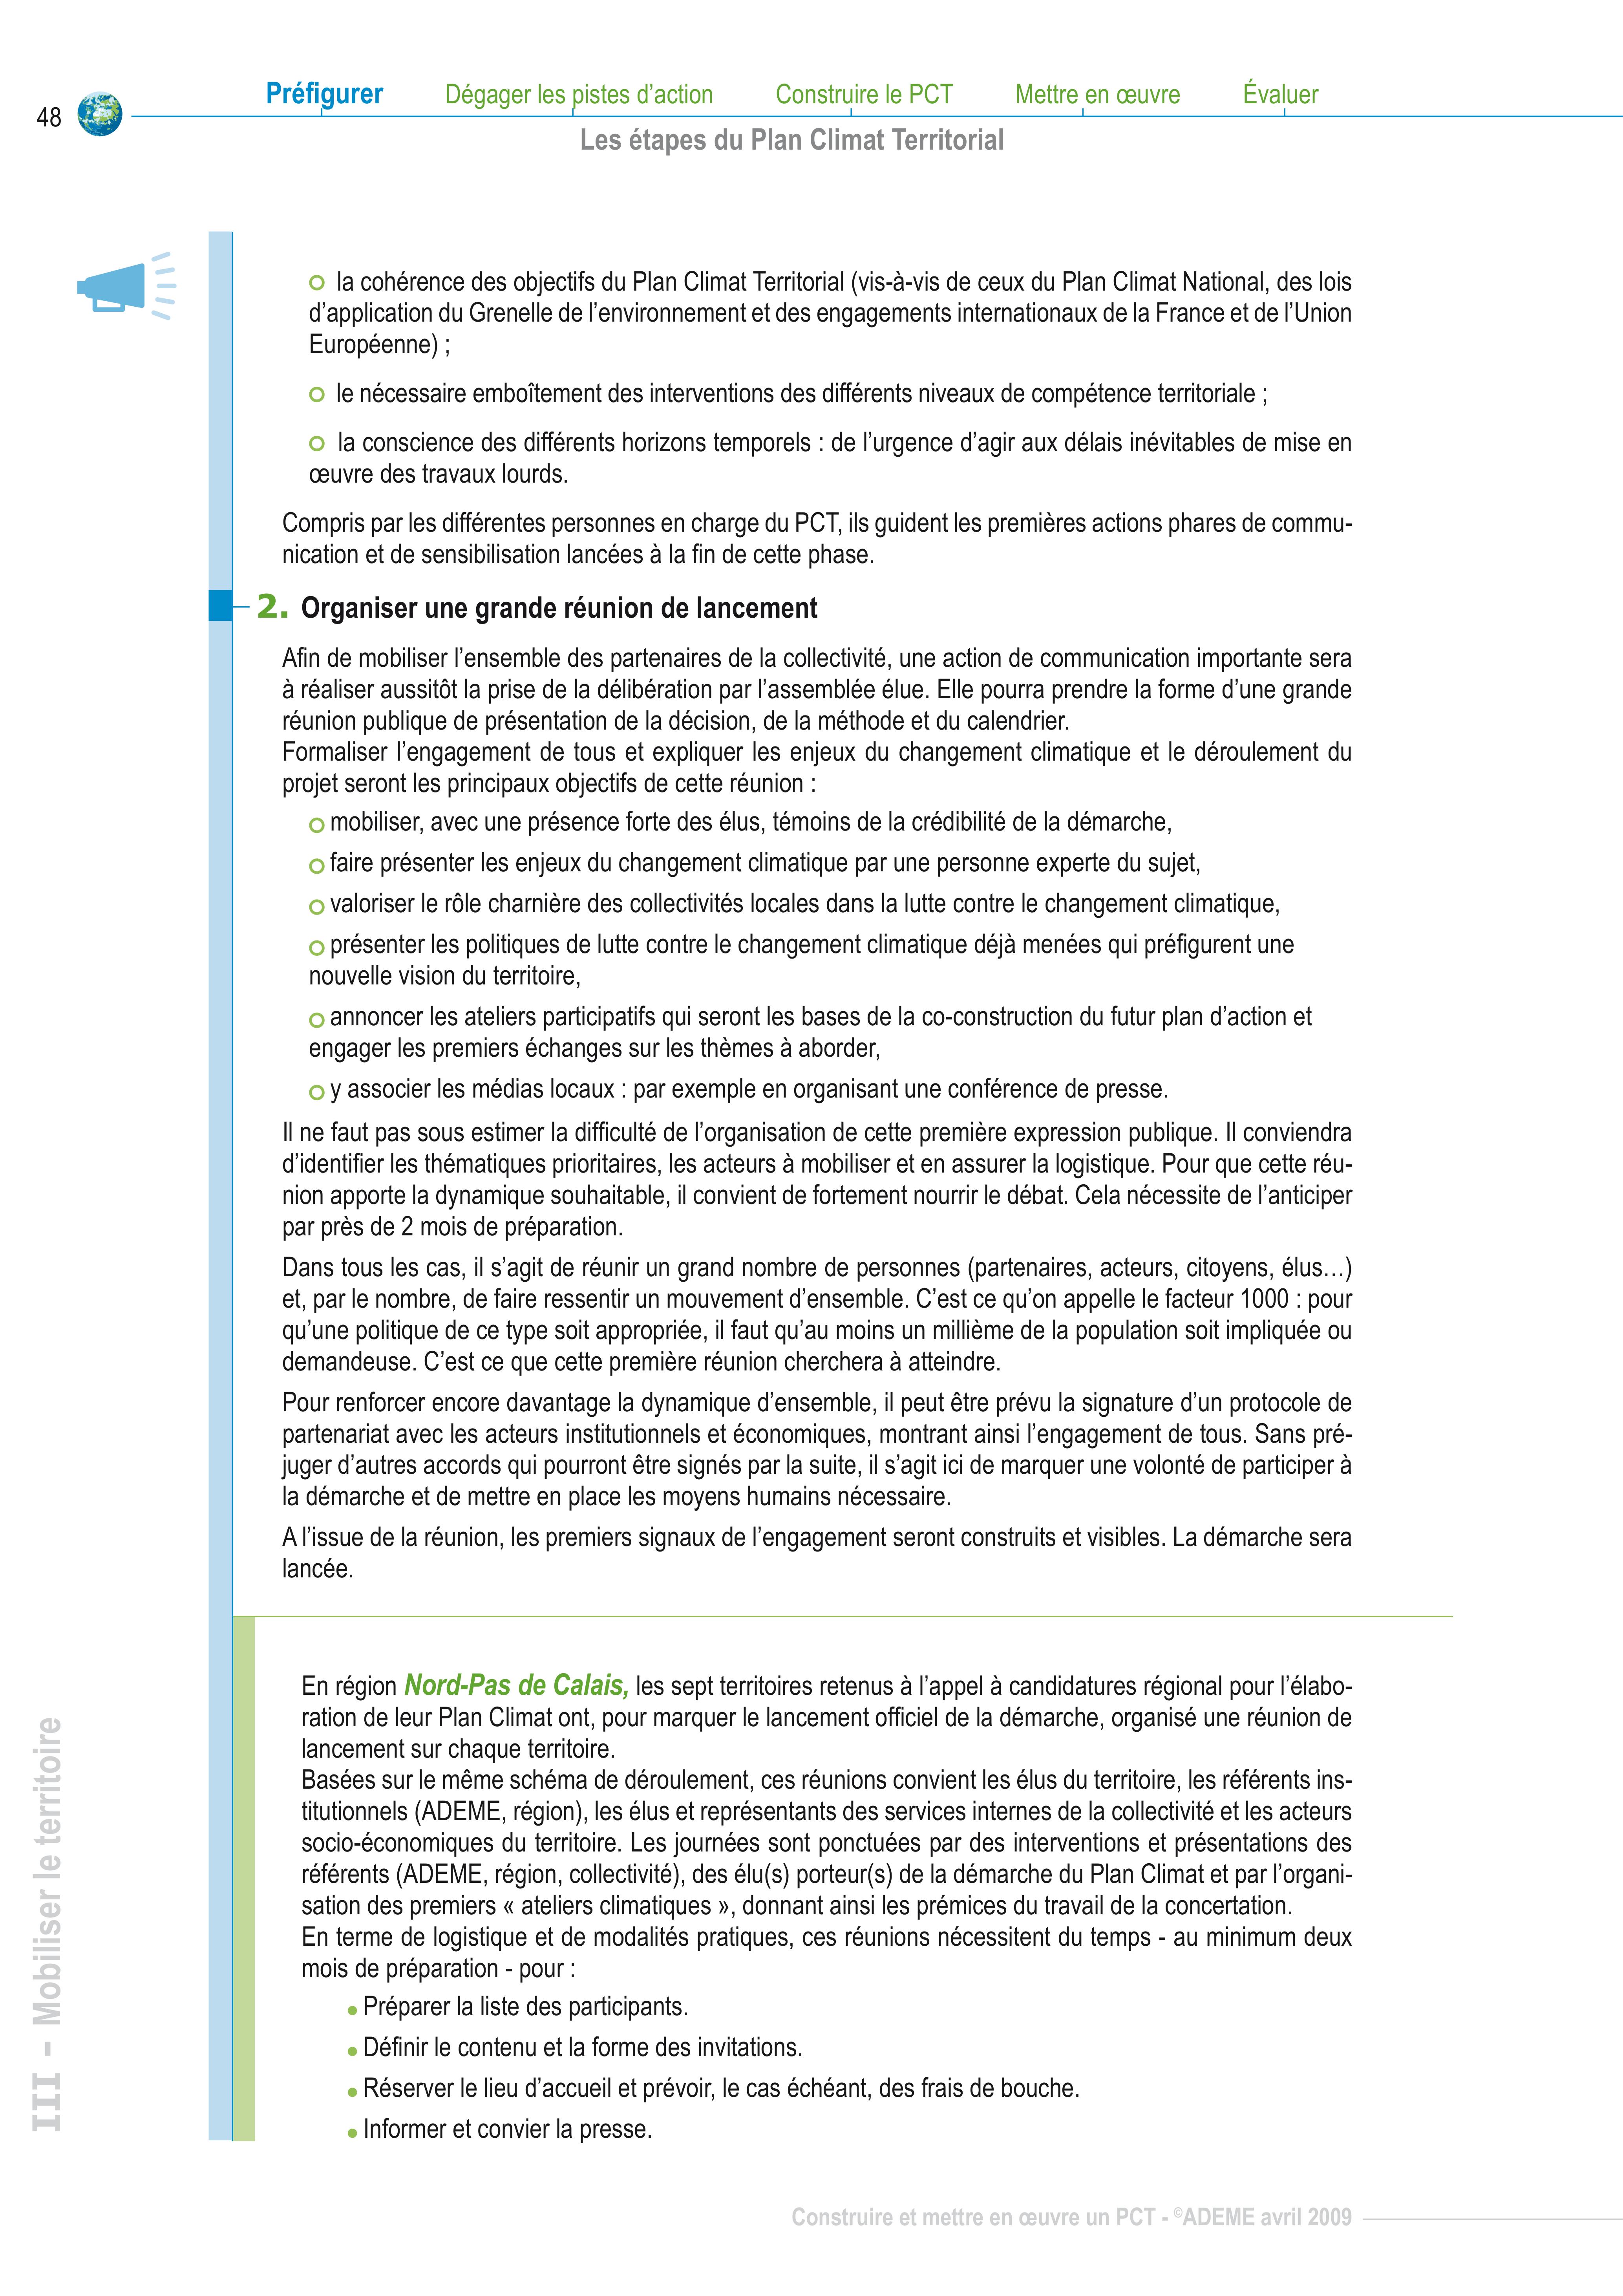 48
Préfigurer Dégager les pistes d’action Construire le PCT Mettre en œuvre Évaluer
Les étapes du Plan Climat Territorial
la cohérence des objectifs du Plan Climat Territorial (vis-à-vis de ceux du Plan Climat National, des lois
d’application du Grenelle de l’environnement et des engagements internationaux de la France et de l’Union
Européenne) ;
le nécessaire emboîtement des interventions des différents niveaux de compétence territoriale ;
la conscience des différents horizons temporels : de l’urgence d’agir aux délais inévitables de mise en
œuvre des travaux lourds.
Compris par les différentes personnes en charge du PCT, ils guident les premières actions phares de commu-
nication et de sensibilisation lancées à la fin de cette phase.
2. Organiser une grande réunion de lancement
Afin de mobiliser l’ensemble des partenaires de la collectivité, une action de communication importante sera
à réaliser aussitôt la prise de la délibération par l’assemblée élue. Elle pourra prendre la forme d’une grande
réunion publique de présentation de la décision, de la méthode et du calendrier.
Formaliser l’engagement de tous et expliquer les enjeux du changement climatique et le déroulement du
projet seront les principaux objectifs de cette réunion :
mobiliser, avec une présence forte des élus, témoins de la crédibilité de la démarche,
faire présenter les enjeux du changement climatique par une personne experte du sujet,
valoriser le rôle charnière des collectivités locales dans la lutte contre le changement climatique,
présenter les politiques de lutte contre le changement climatique déjà menées qui préfigurent une
nouvelle vision du territoire,
annoncer les ateliers participatifs qui seront les bases de la co-construction du futur plan d’action et
engager les premiers échanges sur les thèmes à aborder,
y associer les médias locaux : par exemple en organisant une conférence de presse.
Il ne faut pas sous estimer la difficulté de l’organisation de cette première expression publique. Il conviendra
d’identifier les thématiques prioritaires, les acteurs à mobiliser et en assurer la logistique. Pour que cette réu-
nion apporte la dynamique souhaitable, il convient de fortement nourrir le débat. Cela nécessite de l’anticiper
par près de 2 mois de préparation.
Dans tous les cas, il s’agit de réunir un grand nombre de personnes (partenaires, acteurs, citoyens, élus…)
et, par le nombre, de faire ressentir un mouvement d’ensemble. C’est ce qu’on appelle le facteur 1000 : pour
qu’une politique de ce type soit appropriée, il faut qu’au moins un millième de la population soit impliquée ou
demandeuse. C’est ce que cette première réunion cherchera à atteindre.
Pour renforcer encore davantage la dynamique d’ensemble, il peut être prévu la signature d’un protocole de
partenariat avec les acteurs institutionnels et économiques, montrant ainsi l’engagement de tous. Sans pré-
juger d’autres accords qui pourront être signés par la suite, il s’agit ici de marquer une volonté de participer à
la démarche et de mettre en place les moyens humains nécessaire.
A l’issue de la réunion, les premiers signaux de l’engagement seront construits et visibles. La démarche sera
lancée.
En région Nord-Pas de Calais, les sept territoires retenus à l’appel à candidatures régional pour l’élabo-
ration de leur Plan Climat ont, pour marquer le lancement officiel de la démarche, organisé une réunion de
lancement sur chaque territoire.
Basées sur le même schéma de déroulement, ces réunions convient les élus du territoire, les référents ins-
titutionnels (ADEME, région), les élus et représentants des services internes de la collectivité et les acteurs
socio-économiques du territoire. Les journées sont ponctuées par des interventions et présentations des
référents (ADEME, région, collectivité), des élu(s) porteur(s) de la démarche du Plan Climat et par l’organi-
sation des premiers « ateliers climatiques », donnant ainsi les prémices du travail de la concertation.
En terme de logistique et de modalités pratiques, ces réunions nécessitent du temps - au minimum deux
mois de préparation - pour :
Préparer la liste des participants.
Définir le contenu et la forme des invitations.
Réserver le lieu d’accueil et prévoir, le cas échéant, des frais de bouche.
Informer et convier la presse.
III – Mobiliser le territoire
Construire et mettre en œuvre un PCT - ©ADEME avril 2009